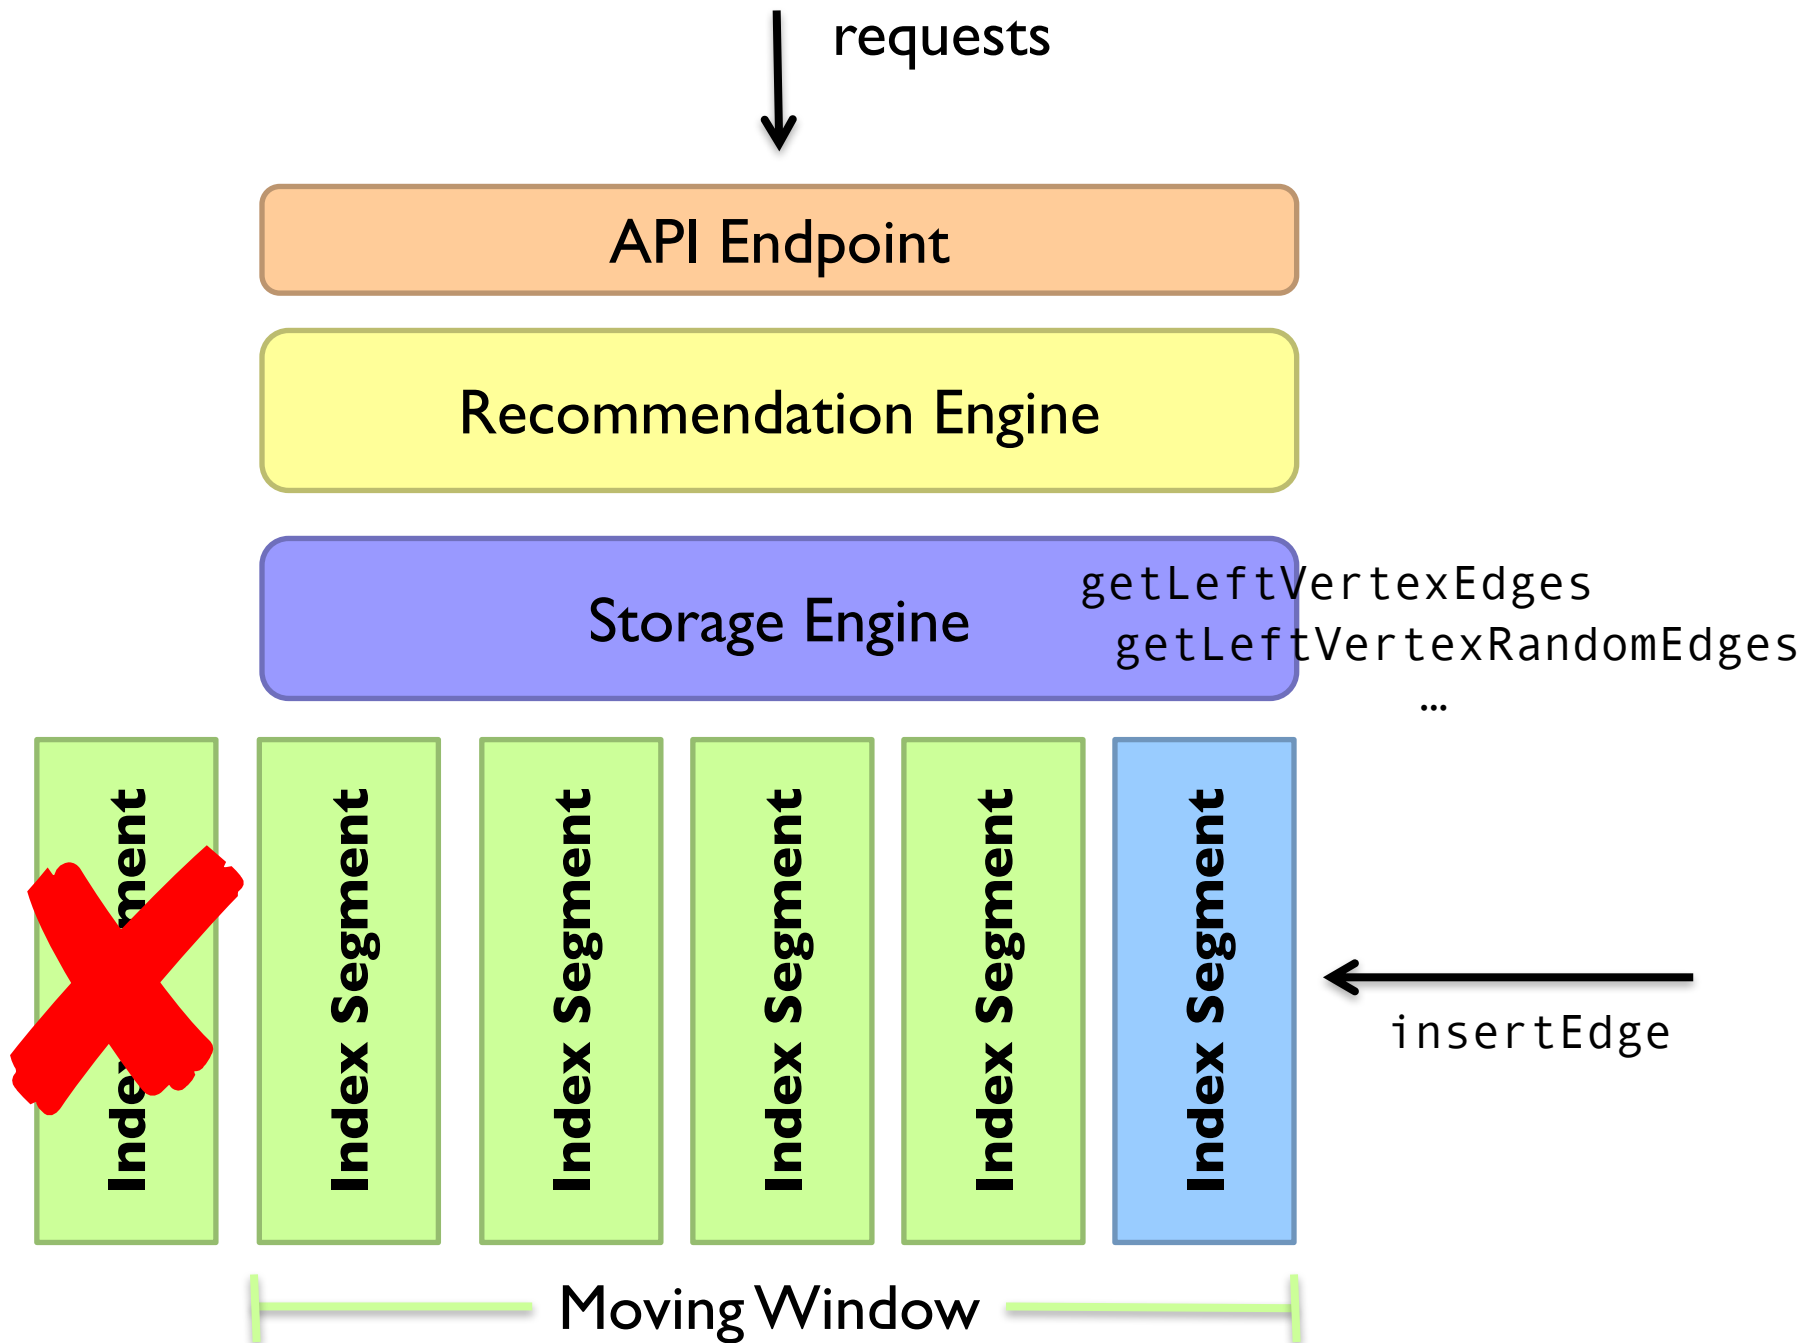 requests
API Endpoint
Recommendation Engine
Storage Engine
getLeftVertexEdges
getLeftVertexRandomEdges
...
Index Segment
Index Segment
Index Segment
Index Segment
Index Segment
insertEdge
Moving Window